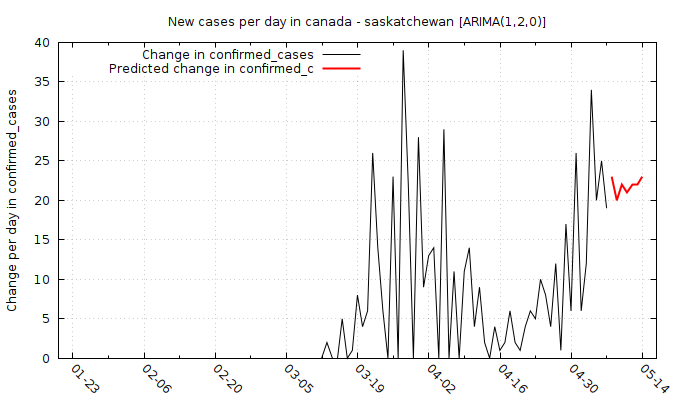 New cases per day in canada - saskatchewan [ARIMA(1,2,0)]
Change in confirmed_cases
Predicted change in confirmed_c
Change per day in confirmed_cases
40
35
30
25
20
15
10
5
0
01-23 02-06 02-20 03-05 03-19 04-02 04-16 04-30 05-14